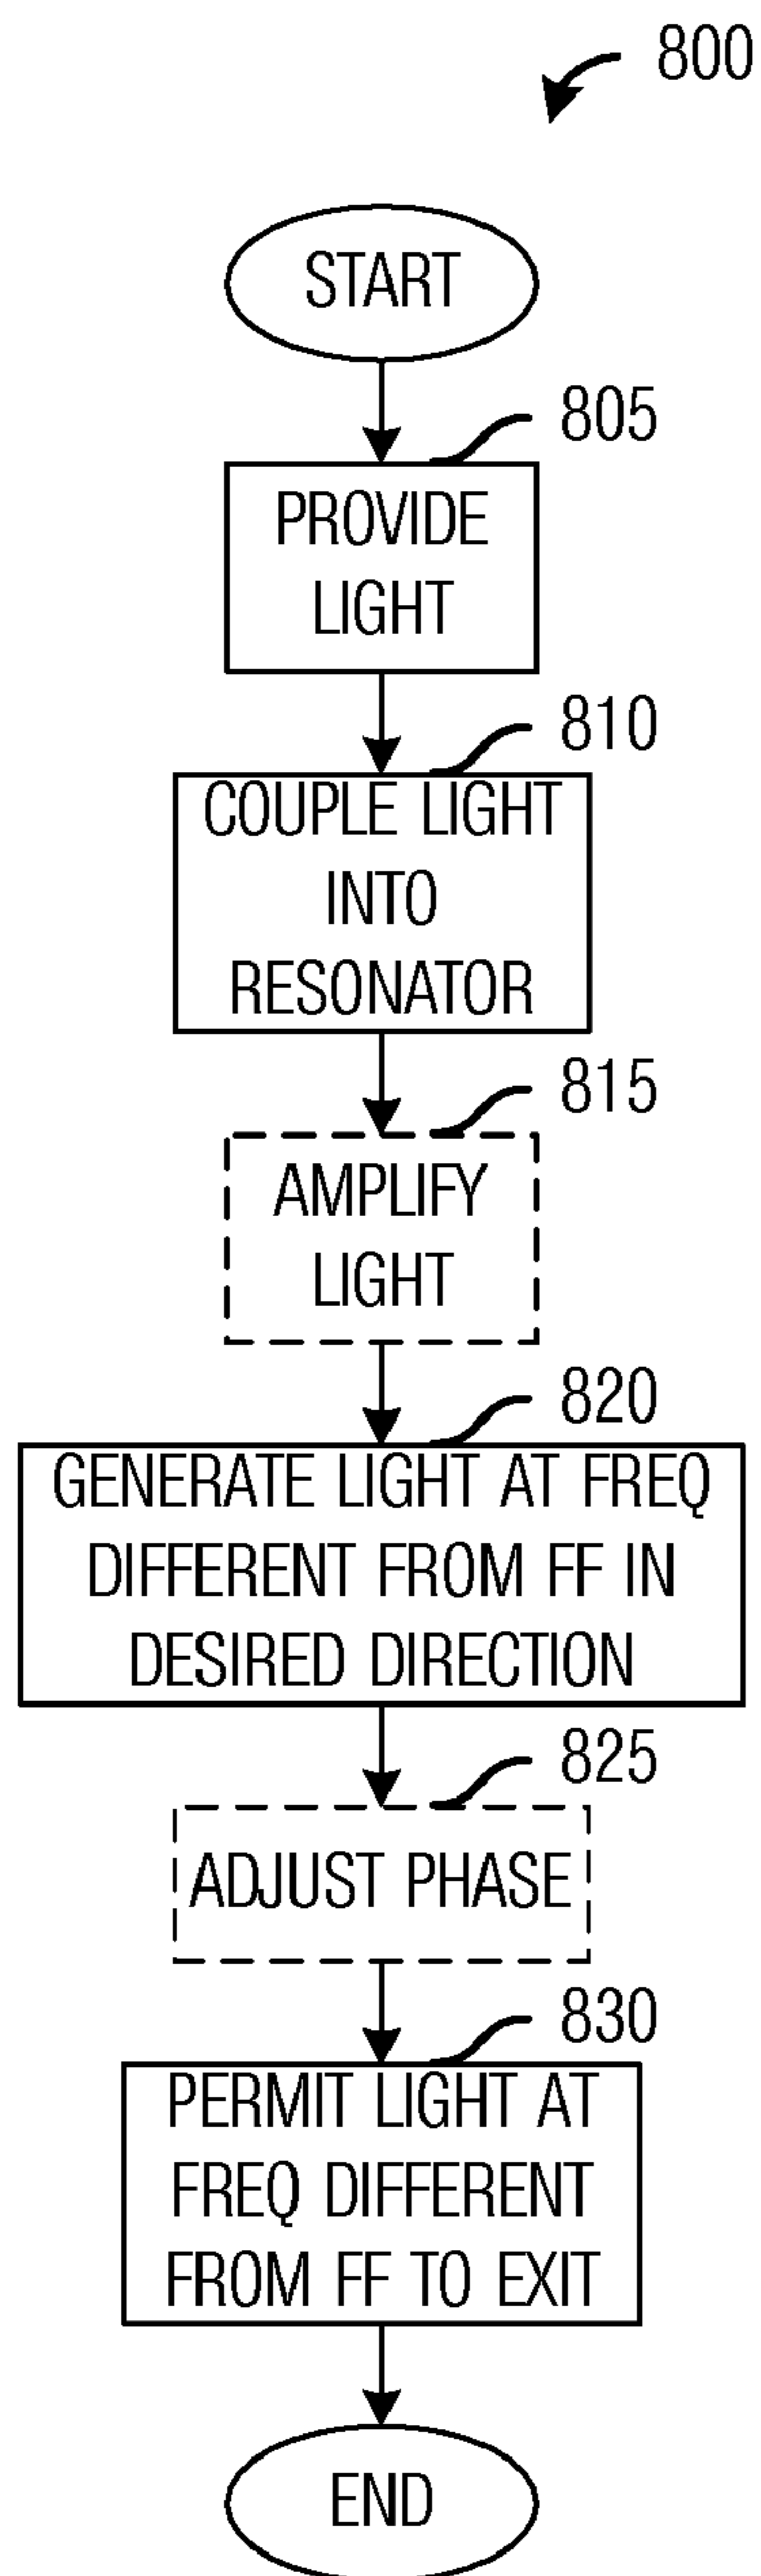 800
START
805
PROVIDE
LIGHT
810
COUPLE LIGHT
INTO
RESONATOR
815
AMPLIFY
LIGHT
820
GENERATE LIGHT AT FREQ
DIFFERENT FROM FF IN
DESIRED DIRECTION
825
ADJUST PHASE
830
PERMIT LIGHT AT
FREQ DIFFERENT
FROM FF TO EXIT
END